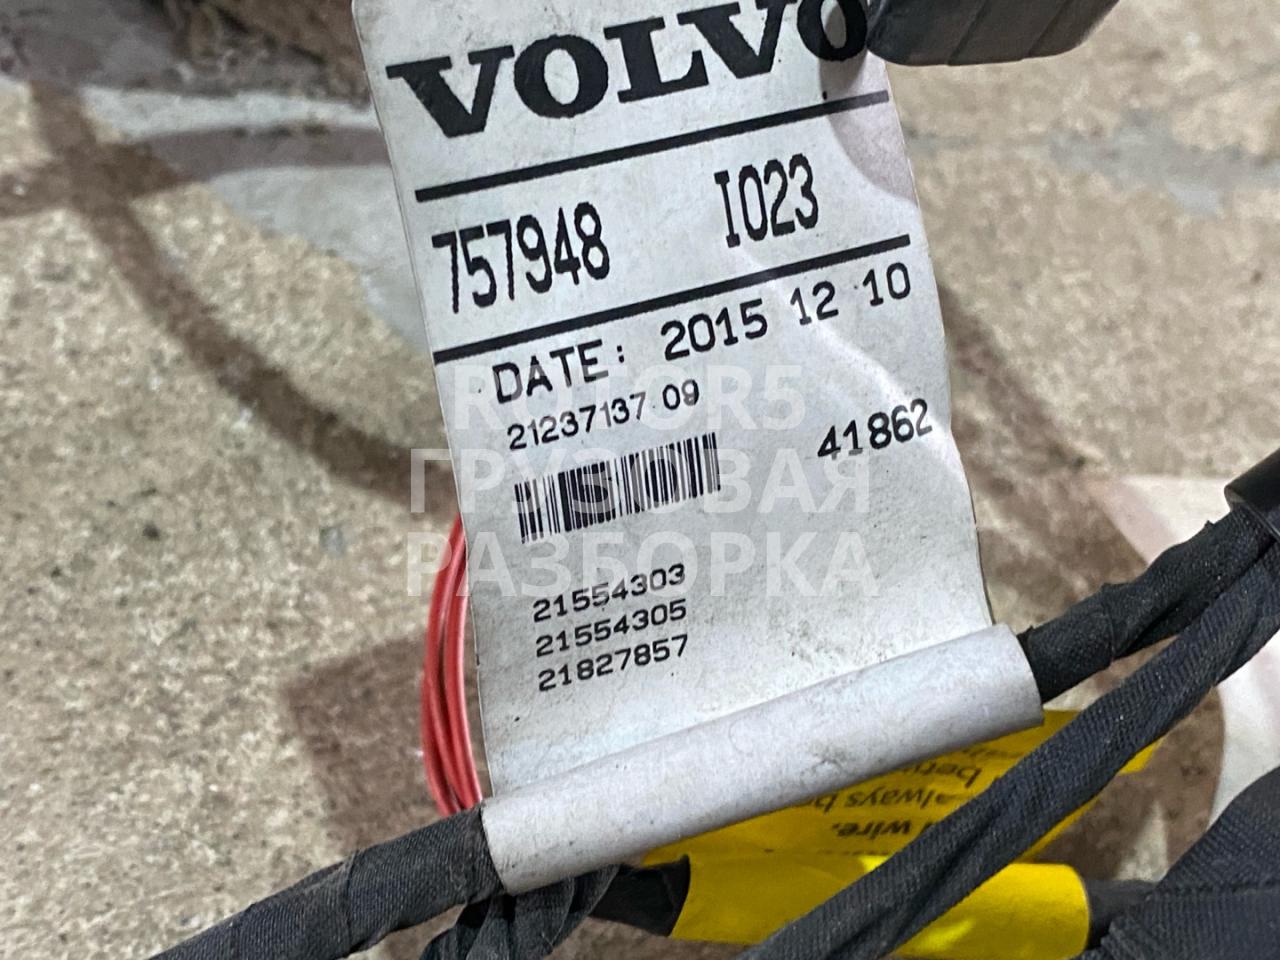 VOLVO
757948 I023
DATE: 2015 12 10
21237137 09
41862
21554303
21554305
21827857
ROTOR5
ГРУЗОВАЯ
РАЗБОРКА
always
wire.